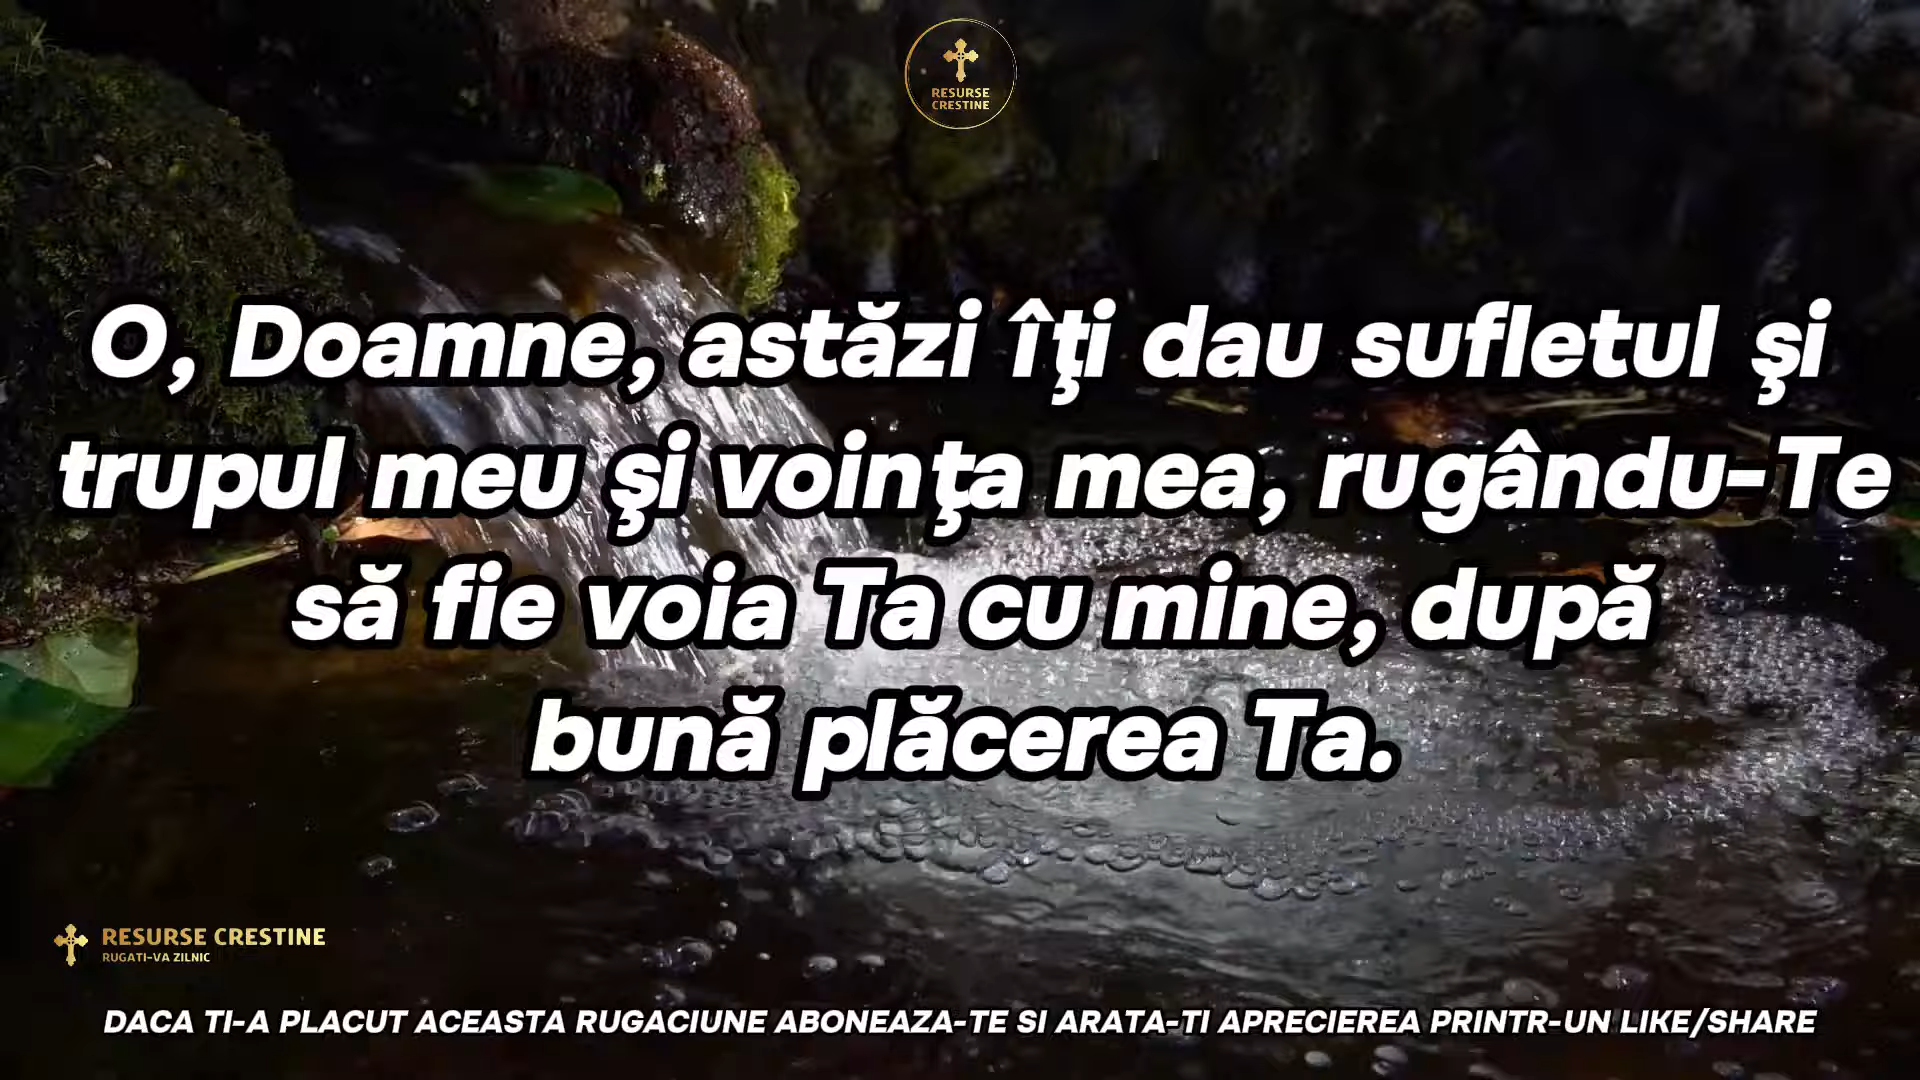 RESURSE
CRESTINE
O, Doamne, astăzi îţi dau sufletul şi
trupul meu şi voinţa mea, rugându-Te
să fie voia Ta cu mine, după
bună plăcerea Ta.
RESURSE CRESTINE
RUGATI-VA ZILNIC
DACA TI-A PLACUT ACEASTA RUGACIUNE ABONEAZA-TE SI ARATA-TI APRECIEREA PRINTR-UN LIKE/SHARE